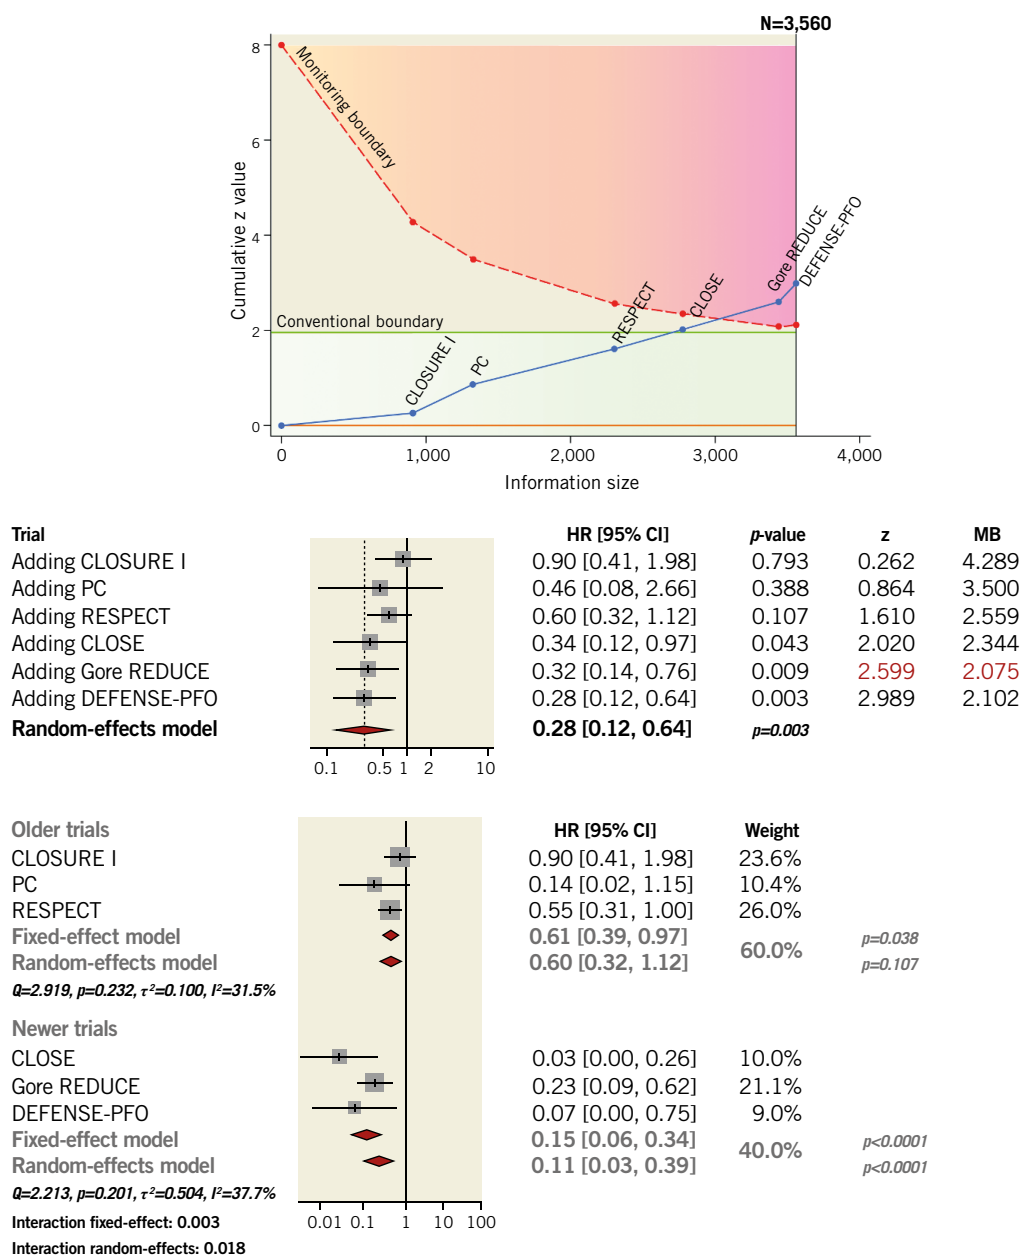 N=3,560
8
6
4
2
0
Cumulative z value
Monitoring boundary
Conventional boundary
CLOSURE I
PC
RESPECT
CLOSE
Gore REDUCE
DEFENSE-PFO
0 1,000 2,000 3,000 4,000
Information size
Trial HR [95% CI] p-value z MB
Adding CLOSURE I 0.90 [0.41, 1.98] 0.793 0.262 4.289
Adding PC 0.46 [0.08, 2.66] 0.388 0.864 3.500
Adding RESPECT 0.60 [0.32, 1.12] 0.107 1.610 2.559
Adding CLOSE 0.34 [0.12, 0.97] 0.043 2.020 2.344
Adding Gore REDUCE 0.32 [0.14, 0.76] 0.009 2.599 2.075
Adding DEFENSE-PFO 0.28 [0.12, 0.64] 0.003 2.989 2.102
Random-effects model 0.28 [0.12, 0.64] p=0.003
0.1 0.5 1 2 10
Older trials HR [95% CI] Weight
CLOSURE I 0.90 [0.41, 1.98] 23.6%
PC 0.14 [0.02, 1.15] 10.4%
RESPECT 0.55 [0.31, 1.00] 26.0%
Fixed-effect model 0.61 [0.39, 0.97] p=0.038
60.0%
Random-effects model 0.60 [0.32, 1.12] p=0.107
Q=2.919, p=0.232, τ²=0.100, I²=31.5%
Newer trials
CLOSE 0.03 [0.00, 0.26] 10.0%
Gore REDUCE 0.23 [0.09, 0.62] 21.1%
DEFENSE-PFO 0.07 [0.00, 0.75] 9.0%
Fixed-effect model 0.15 [0.06, 0.34] p<0.0001
40.0%
Random-effects model 0.11 [0.03, 0.39] p<0.0001
Q=2.213, p=0.201, τ²=0.504, I²=37.7%
Interaction fixed-effect: 0.003
0.01 0.1 1 10 100
Interaction random-effects: 0.018